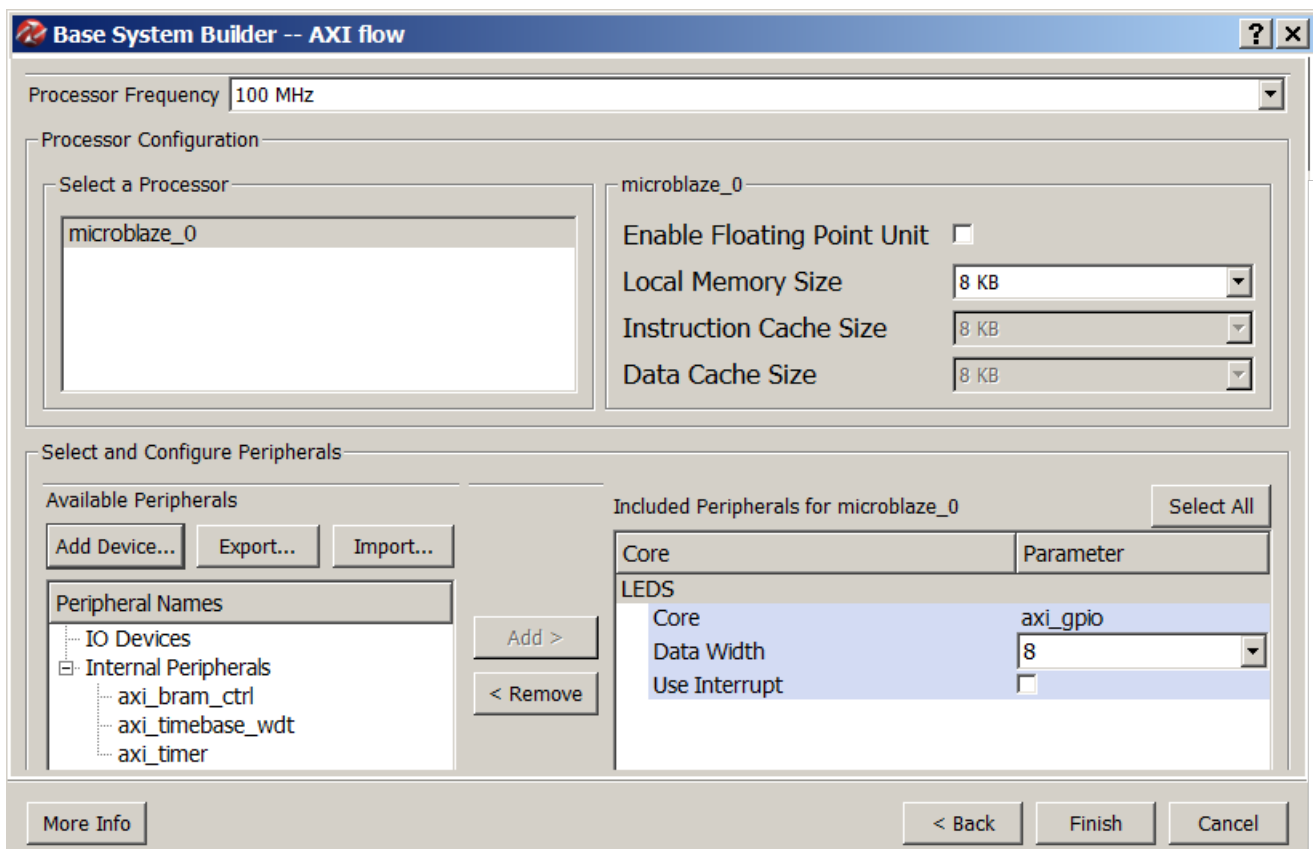 Base System Builder -- AXI flow
? X
Processor Frequency 100 MHz
Processor Configuration
Select a Processor
microblaze_0
microblaze_0
Enable Floating Point Unit
Local Memory Size 8 KB
Instruction Cache Size 8 KB
Data Cache Size 8 KB
Select and Configure Peripherals
Available Peripherals
Add Device... Export... Import...
Peripheral Names
IO Devices
Internal Peripherals
axi_bram_ctrl
axi_timebase_wdt
axi_timer
Add >
< Remove
Included Peripherals for microblaze_0 Select All
Core Parameter
LEDS
Core axi_gpio
Data Width 8
Use Interrupt
More Info < Back Finish Cancel